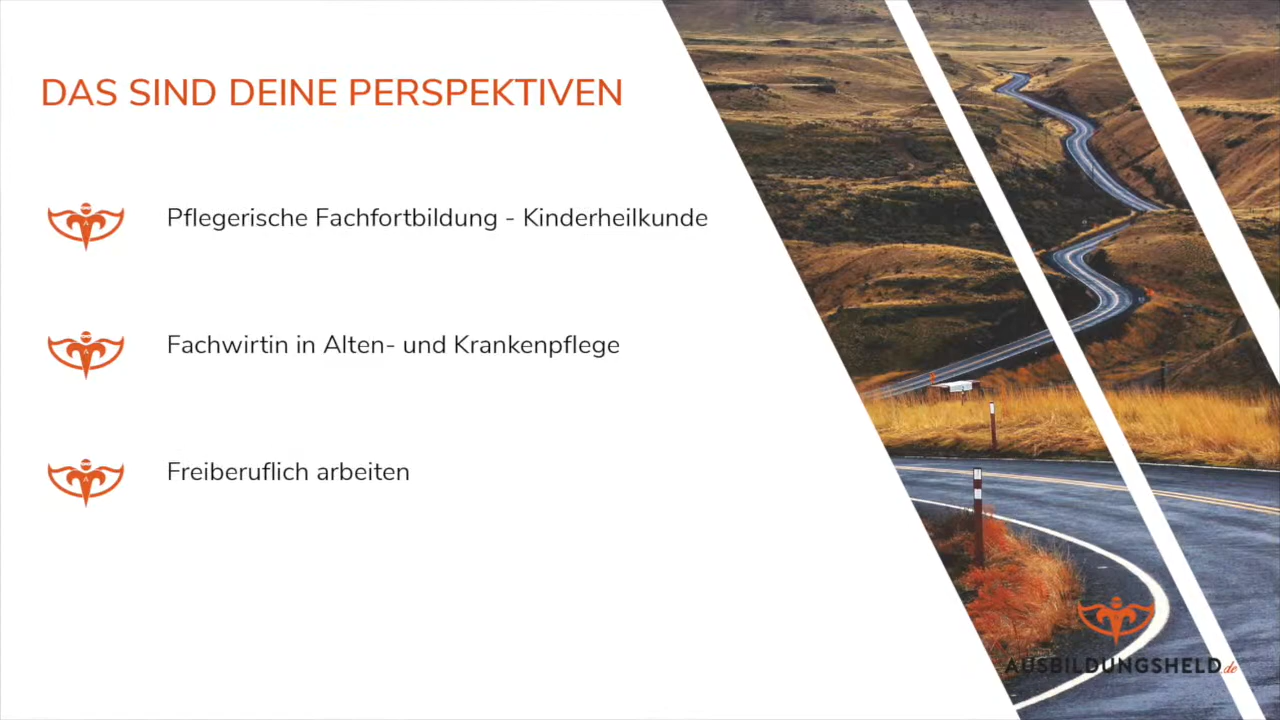 DAS SIND DEINE PERSPEKTIVEN
Pflegerische Fachfortbildung - Kinderheilkunde
Fachwirtin in Alten- und Krankenpflege
Freiberuflich arbeiten
AUSBILDUNGSHELD.de